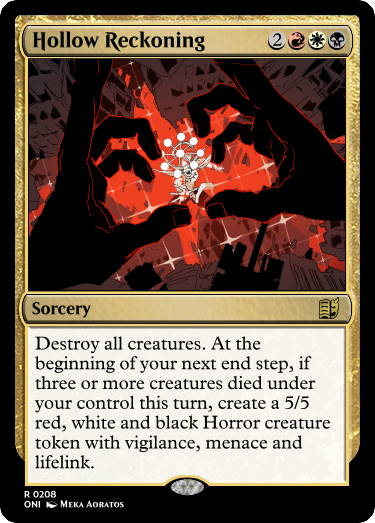 Hollow Reckoning
2
Sorcery
Destroy all creatures. At the
beginning of your next end step, if
three or more creatures died under
your control this turn, create a 5/5
red, white and black Horror creature
token with vigilance, menace and
lifelink.
R 0208
ONI Meka Aoratos